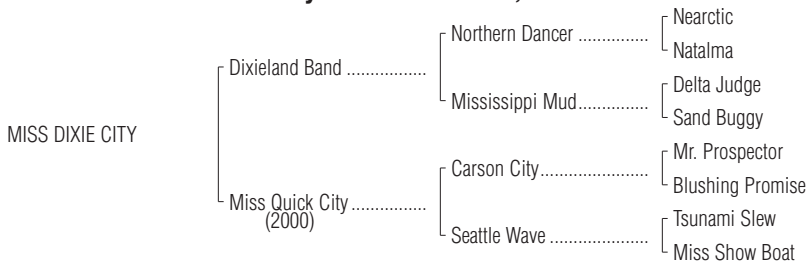 Nearctic
Northern Dancer ...............
Natalma
Dixieland Band .................
Delta Judge
Mississippi Mud...............
Sand Buggy
MISS DIXIE CITY
Mr. Prospector
Carson City.......................
Blushing Promise
Miss Quick City ................
(2000)
Tsunami Slew
Seattle Wave .....................
Miss Show Boat